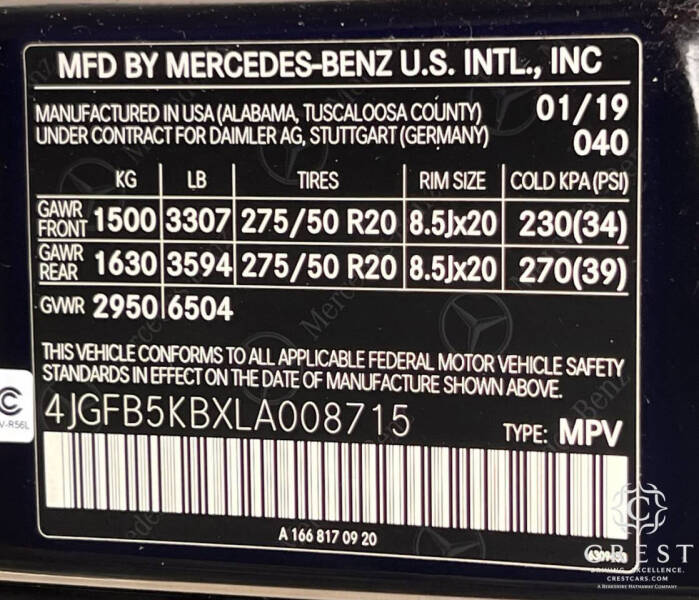 MFD BY MERCEDES-BENZ U.S. INTL., INC
MANUFACTURED IN USA (ALABAMA, TUSCALOOSA COUNTY) 01/19
UNDER CONTRACT FOR DAIMLER AG, STUTTGART (GERMANY) 040
KG LB TIRES RIM SIZE COLD KPA(PSI)
GAWR FRONT 1500 3307 275/50 R20 8.5Jx20 230(34)
GAWR REAR 1630 3594 275/50 R20 8.5Jx20 270(39)
GVWR 2950 6504
THIS VEHICLE CONFORMS TO ALL APPLICABLE FEDERAL MOTOR VEHICLE SAFETY
STANDARDS IN EFFECT ON THE DATE OF MANUFACTURE SHOWN ABOVE.
4JGFB5KBXLA008715 TYPE: MPV
V-R56L
A 166 817 09 20
CREST
DRIVING EXCELLENCE.
CRESTCARS.COM
A BERKSHIRE HATHAWAY COMPANY